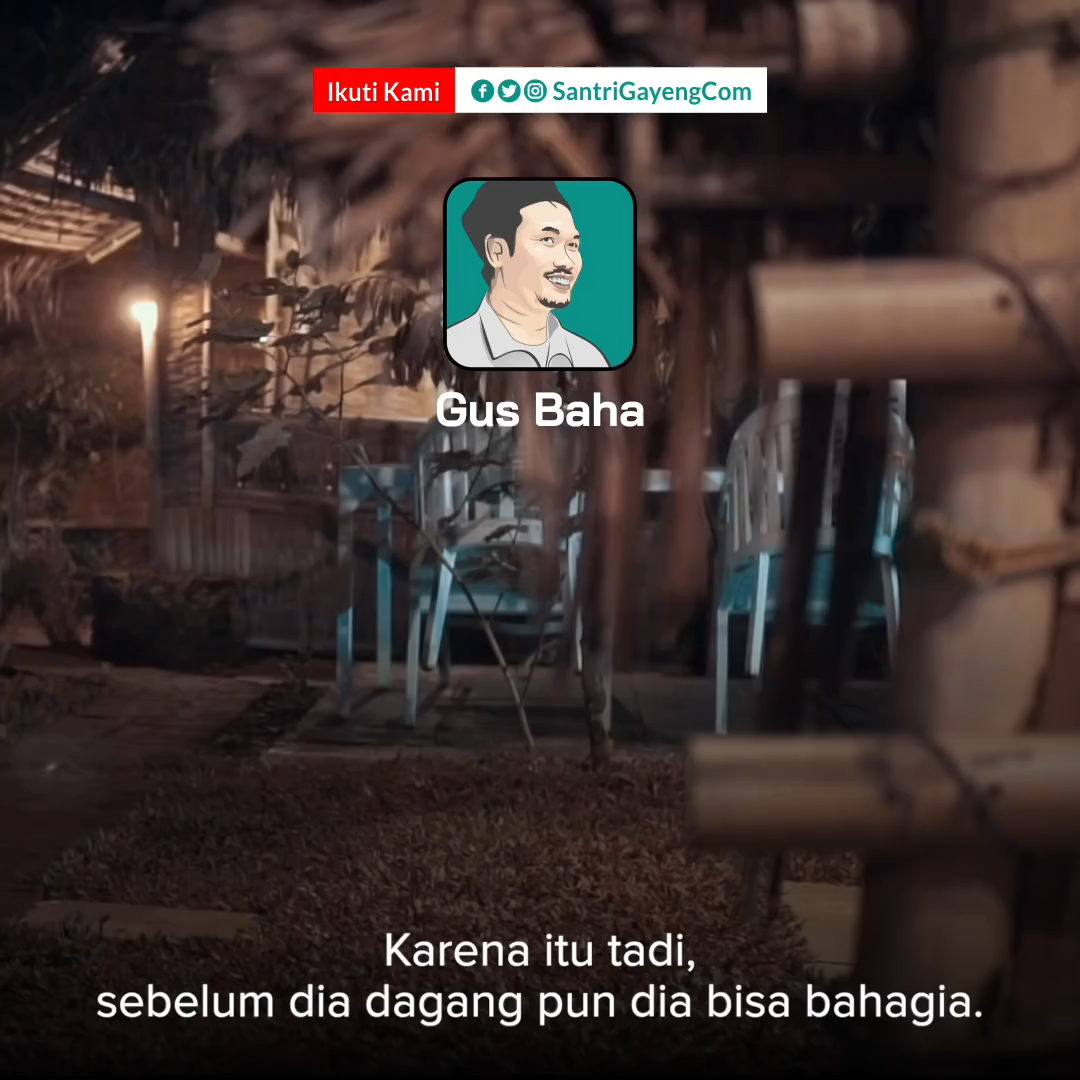 Ikuti Kami SantriGayengCom
Gus Baha
Karena itu tadi,
sebelum dia dagang pun dia bisa bahagia.